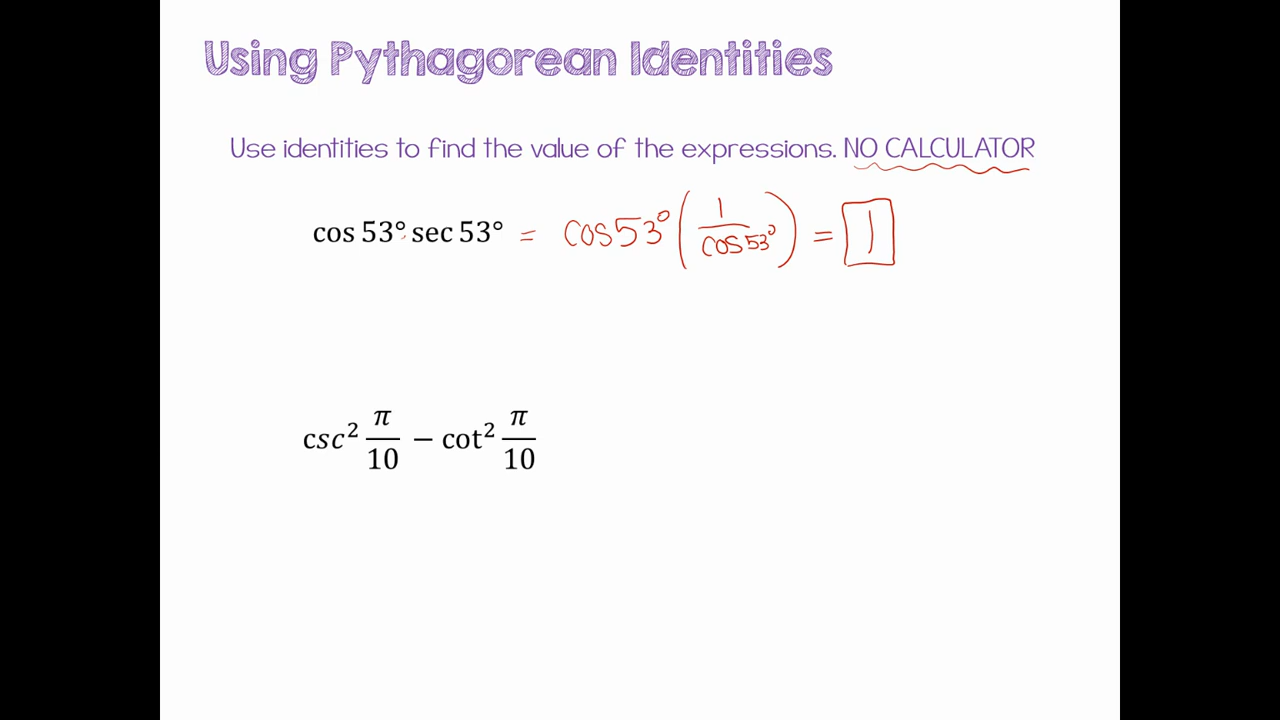 Using Pythagorean Identities
Use identities to find the value of the expressions. NO CALCULATOR
cos 53° sec 53° = cos 53° (1/cos 53°) = 1
csc² π/10 − cot² π/10